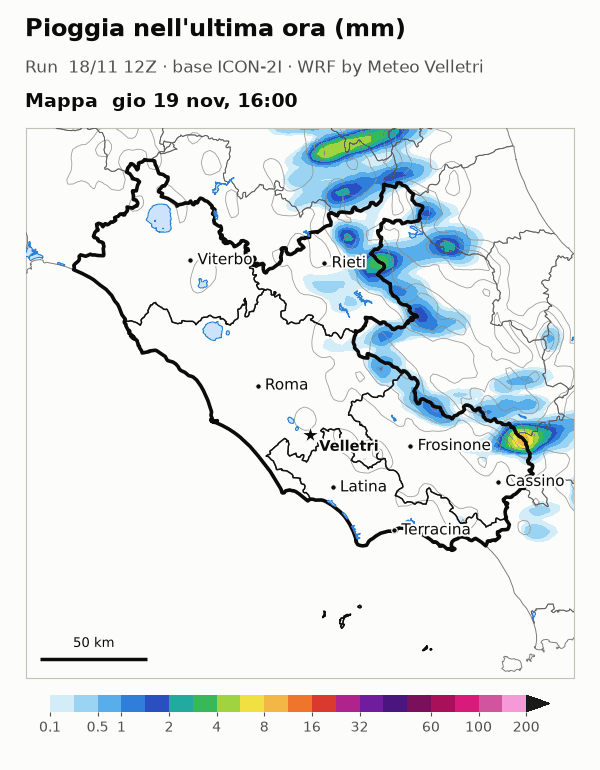 Pioggia nell'ultima ora (mm)
Run  18/11 12Z · base ICON-2I · WRF by Meteo Velletri
Mappa  gio 19 nov, 16:00
Viterbo
Rieti
Roma
Velletri
Frosinone
Latina
Cassino
Terracina
50 km
0.1 0.5 1 2 4 8 16 32 60 100 200